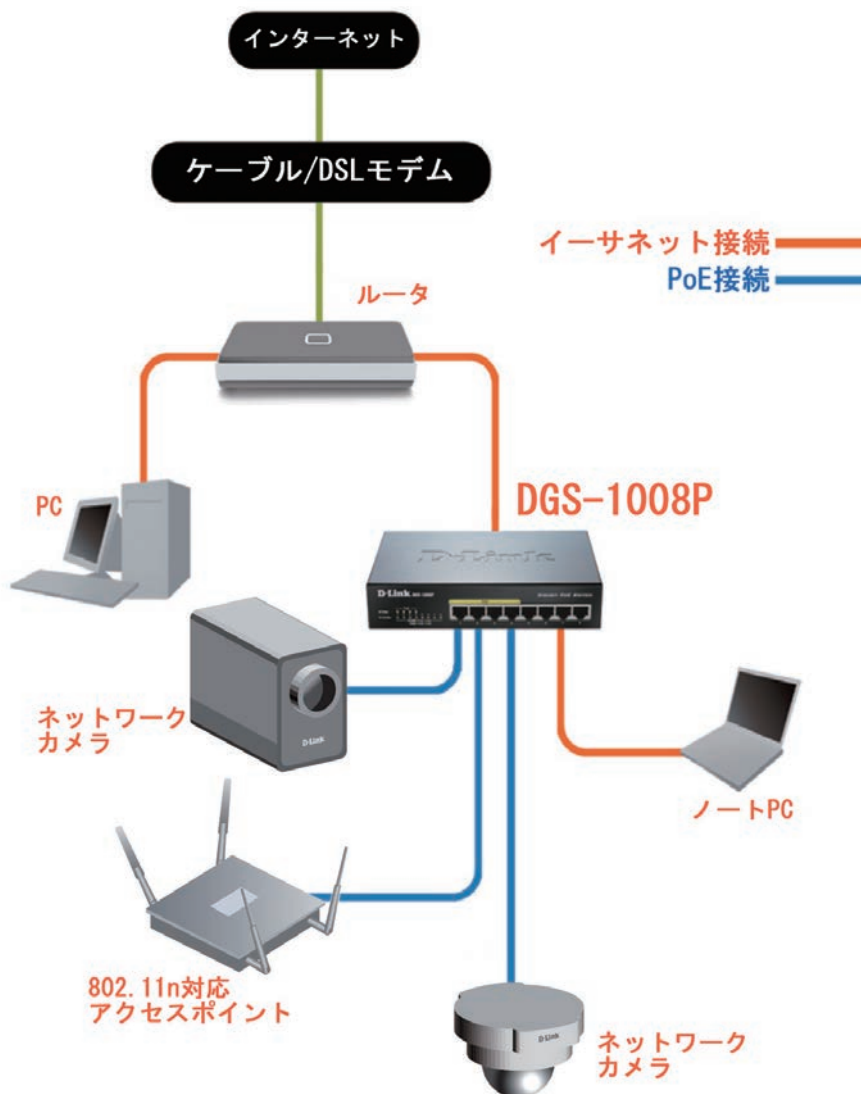 インターネット
ケーブル/DSLモデム
イーサネット接続
PoE接続
ルータ
PC
DGS-1008P
D-Link
D-Link
ネットワーク
カメラ
D-Link
ノートPC
802.11n対応
アクセスポイント
D-Link
ネットワーク
カメラ